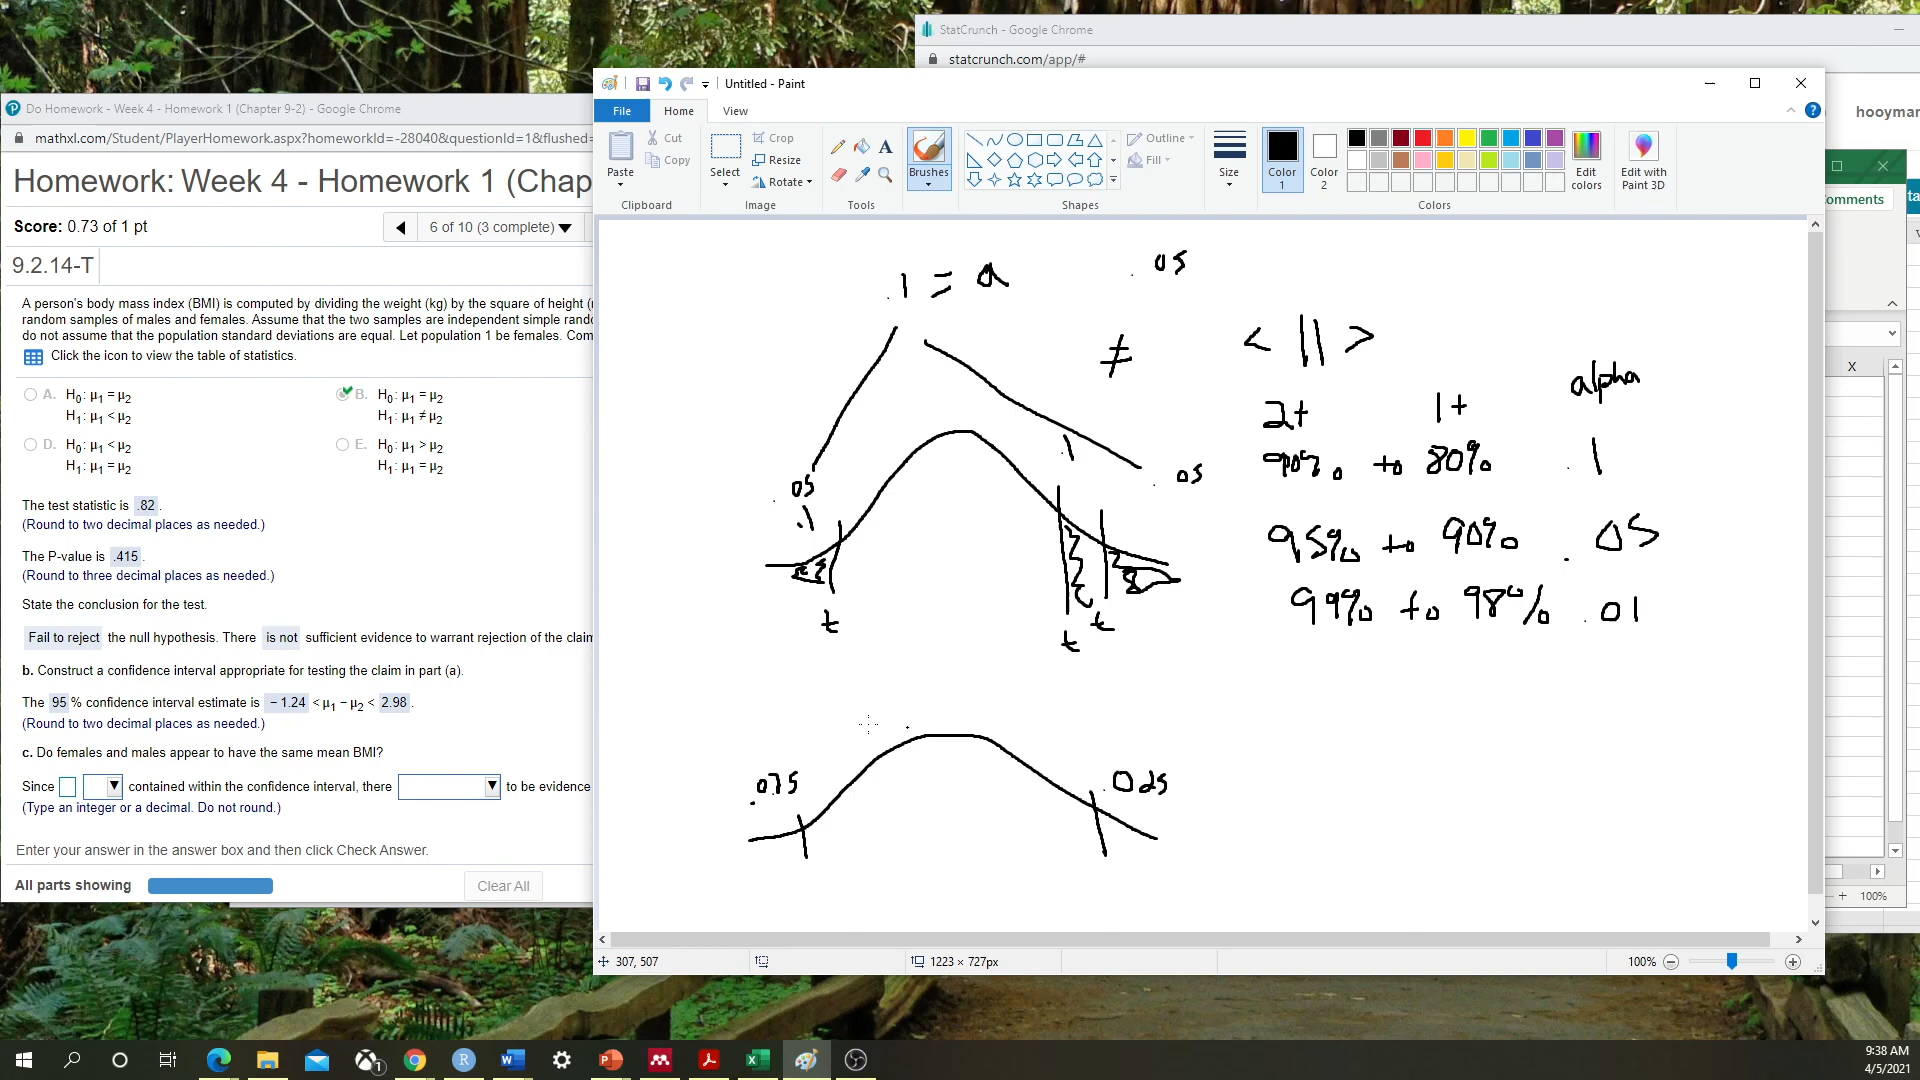 StatCrunch - Google Chrome
statcrunch.com/app/#
Do Homework - Week 4 - Homework 1 (Chapter 9-2) - Google Chrome
mathxl.com/Student/PlayerHomework.aspx?homeworkId=-28040&questionId=1&flushed=
Homework: Week 4 - Homework 1 (Chap
Score: 0.73 of 1 pt
6 of 10 (3 complete)
9.2.14-T
A person's body mass index (BMI) is computed by dividing the weight (kg) by the square of height (
random samples of males and females. Assume that the two samples are independent simple rando
do not assume that the population standard deviations are equal. Let population 1 be females. Com
Click the icon to view the table of statistics.
A. H0: μ1 = μ2
H1: μ1 < μ2
B. H0: μ1 = μ2
H1: μ1 ≠ μ2
D. H0: μ1 < μ2
H1: μ1 = μ2
E. H0: μ1 > μ2
H1: μ1 = μ2
The test statistic is .82.
(Round to two decimal places as needed.)
The P-value is .415.
(Round to three decimal places as needed.)
State the conclusion for the test.
Fail to reject the null hypothesis. There is not sufficient evidence to warrant rejection of the claim
b. Construct a confidence interval appropriate for testing the claim in part (a).
The 95 % confidence interval estimate is -1.24 < μ1 - μ2 < 2.98.
(Round to two decimal places as needed.)
c. Do females and males appear to have the same mean BMI?
Since contained within the confidence interval, there to be evidence
(Type an integer or a decimal. Do not round.)
Enter your answer in the answer box and then click Check Answer.
All parts showing
Clear All
Untitled - Paint
File Home View
Paste Cut Copy
Clipboard
Select Crop Resize Rotate
Image
A
Tools
Brushes
Shapes
Outline
Fill
Size
Color 1
Color 2
Colors
Edit colors
Edit with Paint 3D
.1 = a
.05
≠
< || >
2t 1t alpha
90% to 80% .1
95% to 90% .05
99% to 98% .01
.05
.1
.1
.05
t
t
t
.075
.025
307, 507
1223 × 727px
100%
hooyman
Comments
ta
X
100%
1
9:38 AM
4/5/2021